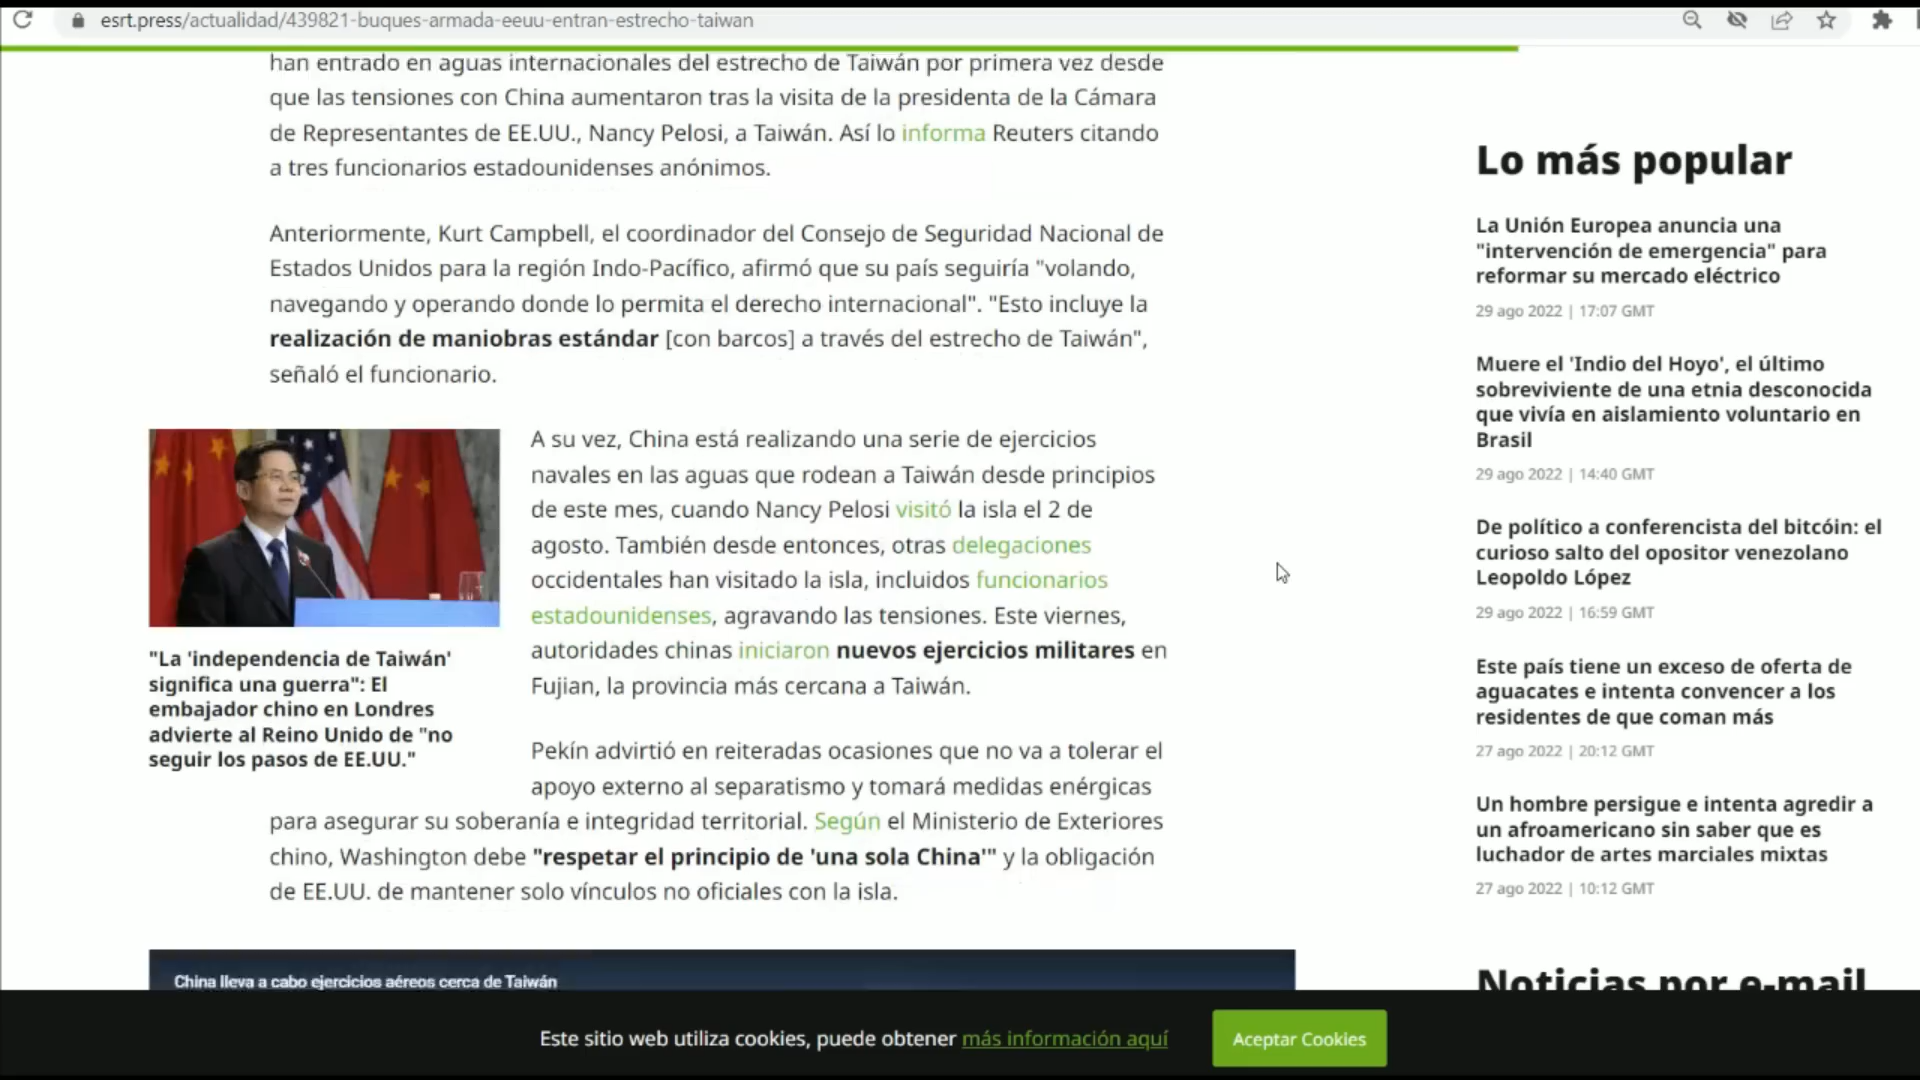 esrt.press/actualidad/439821-buques-armada-eeuu-entran-estrecho-taiwan
han entrado en aguas internacionales del estrecho de Taiwán por primera vez desde
que las tensiones con China aumentaron tras la visita de la presidenta de la Cámara
de Representantes de EE.UU., Nancy Pelosi, a Taiwán. Así lo informa Reuters citando
a tres funcionarios estadounidenses anónimos.
Anteriormente, Kurt Campbell, el coordinador del Consejo de Seguridad Nacional de
Estados Unidos para la región Indo-Pacífico, afirmó que su país seguiría "volando,
navegando y operando donde lo permita el derecho internacional". "Esto incluye la
realización de maniobras estándar [con barcos] a través del estrecho de Taiwán",
señaló el funcionario.
A su vez, China está realizando una serie de ejercicios
navales en las aguas que rodean a Taiwán desde principios
de este mes, cuando Nancy Pelosi visitó la isla el 2 de
agosto. También desde entonces, otras delegaciones
occidentales han visitado la isla, incluidos funcionarios
estadounidenses, agravando las tensiones. Este viernes,
autoridades chinas iniciaron nuevos ejercicios militares en
Fujian, la provincia más cercana a Taiwán.
"La 'independencia de Taiwán'
significa una guerra": El
embajador chino en Londres
advierte al Reino Unido de "no
seguir los pasos de EE.UU."
Pekín advirtió en reiteradas ocasiones que no va a tolerar el
apoyo externo al separatismo y tomará medidas enérgicas
para asegurar su soberanía e integridad territorial. Según el Ministerio de Exteriores
chino, Washington debe "respetar el principio de 'una sola China'" y la obligación
de EE.UU. de mantener solo vínculos no oficiales con la isla.
China lleva a cabo ejercicios aéreos cerca de Taiwán
Lo más popular
La Unión Europea anuncia una
"intervención de emergencia" para
reformar su mercado eléctrico
29 ago 2022 | 17:07 GMT
Muere el 'Indio del Hoyo', el último
sobreviviente de una etnia desconocida
que vivía en aislamiento voluntario en
Brasil
29 ago 2022 | 14:40 GMT
De político a conferencista del bitcóin: el
curioso salto del opositor venezolano
Leopoldo López
29 ago 2022 | 16:59 GMT
Este país tiene un exceso de oferta de
aguacates e intenta convencer a los
residentes de que coman más
27 ago 2022 | 20:12 GMT
Un hombre persigue e intenta agredir a
un afroamericano sin saber que es
luchador de artes marciales mixtas
27 ago 2022 | 10:12 GMT
Noticias por e-mail
Este sitio web utiliza cookies, puede obtener más información aquí
Aceptar Cookies